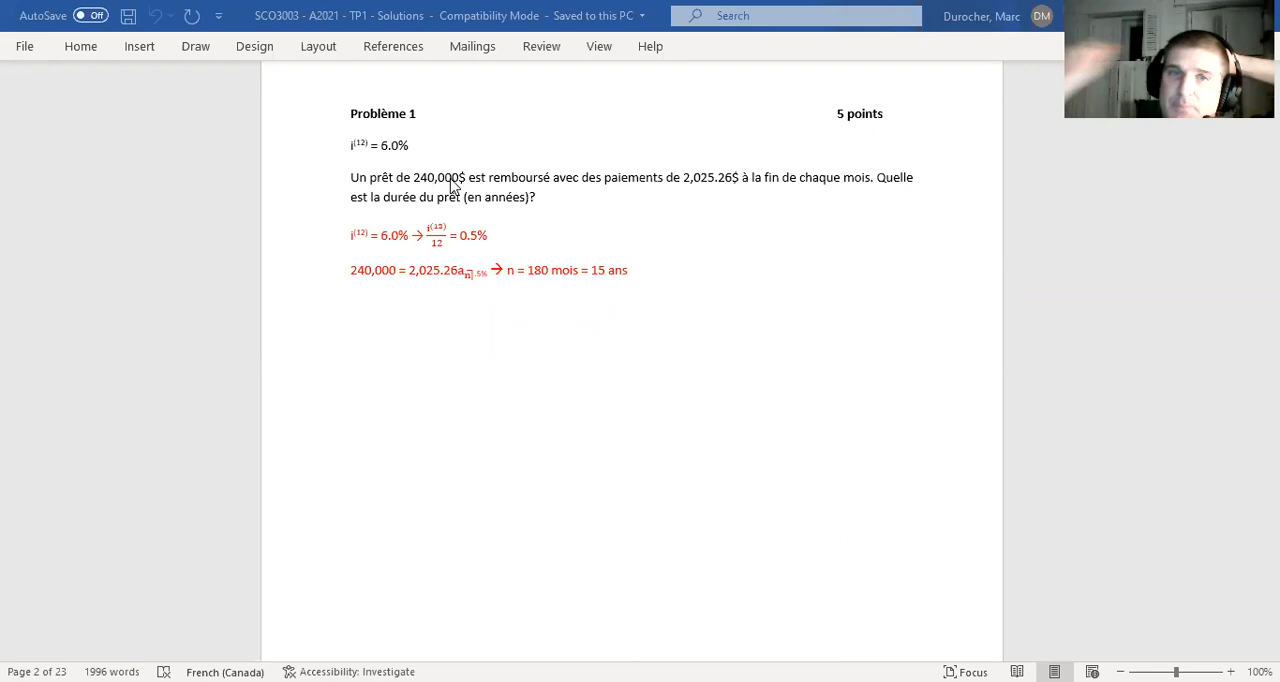 AutoSave Off SCO3003 - A2021 - TP1 - Solutions - Compatibility Mode - Saved to this PC Search Durocher, Marc DM
File Home Insert Draw Design Layout References Mailings Review View Help
Problème 1 5 points
i⁽¹²⁾ = 6.0%
Un prêt de 240,000$ est remboursé avec des paiements de 2,025.26$ à la fin de chaque mois. Quelle
est la durée du prêt (en années)?
i⁽¹²⁾ = 6.0% → i⁽¹²⁾/12 = 0.5%
240,000 = 2,025.26a n̅| .5% → n = 180 mois = 15 ans
Page 2 of 23 1996 words French (Canada) Accessibility: Investigate Focus 100%